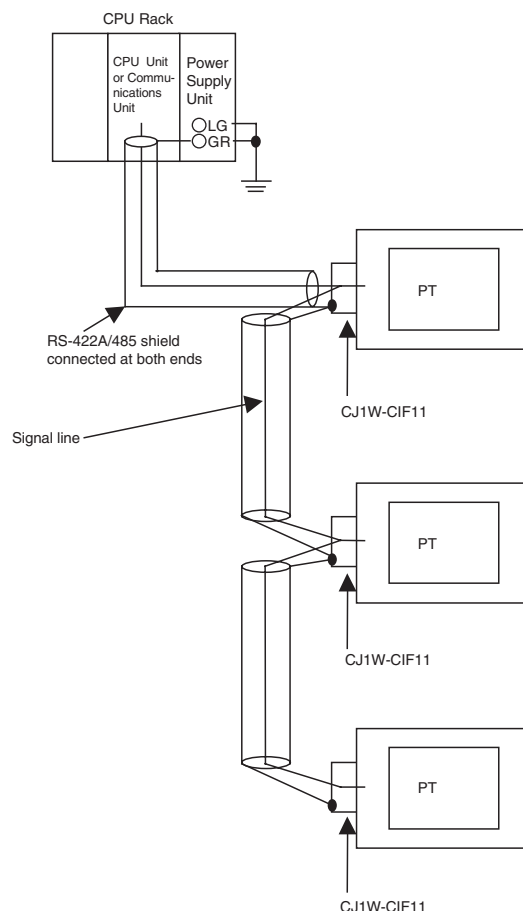 CPU Rack
CPU Unit
or Commu-
nications
Unit
Power
Supply
Unit
LG
GR
PT
RS-422A/485 shield
connected at both ends
CJ1W-CIF11
Signal line
PT
CJ1W-CIF11
PT
CJ1W-CIF11